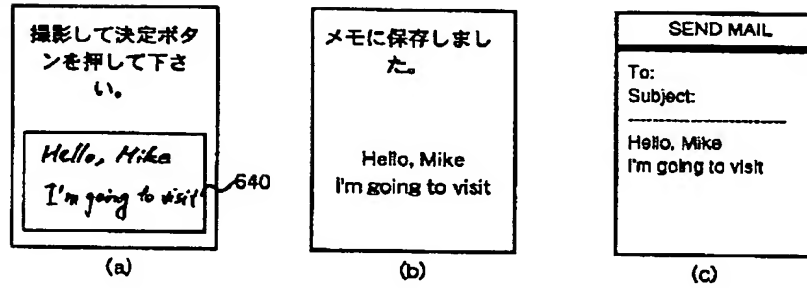 撮影して決定ボタ
ンを押して下さ
い。
Hello, Mike
I'm going to visit
640
(a)
メモに保存しまし
た。
Hello, Mike
I'm going to visit
(b)
SEND MAIL
To:
Subject:
Hello, Mike
I'm going to visit
(c)